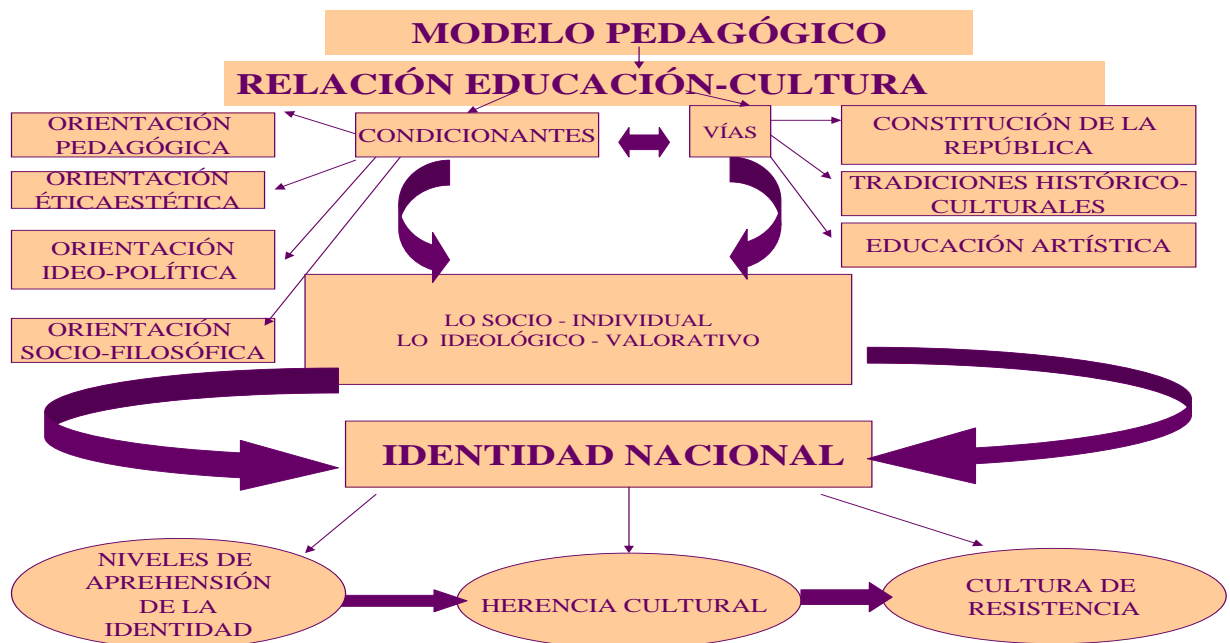 MODELO PEDAGÓGICO
RELACIÓN EDUCACIÓN-CULTURA
ORIENTACIÓN
PEDAGÓGICA
CONDICIONANTES
VÍAS
CONSTITUCIÓN DE LA
REPÚBLICA
ORIENTACIÓN
ÉTICAESTÉTICA
TRADICIONES HISTÓRICO-
CULTURALES
ORIENTACIÓN
IDEO-POLÍTICA
EDUCACIÓN ARTÍSTICA
ORIENTACIÓN
SOCIO-FILOSÓFICA
LO SOCIO - INDIVIDUAL
LO IDEOLÓGICO - VALORATIVO
IDENTIDAD NACIONAL
NIVELES DE
APREHENSIÓN
DE LA
IDENTIDAD
HERENCIA CULTURAL
CULTURA DE
RESISTENCIA